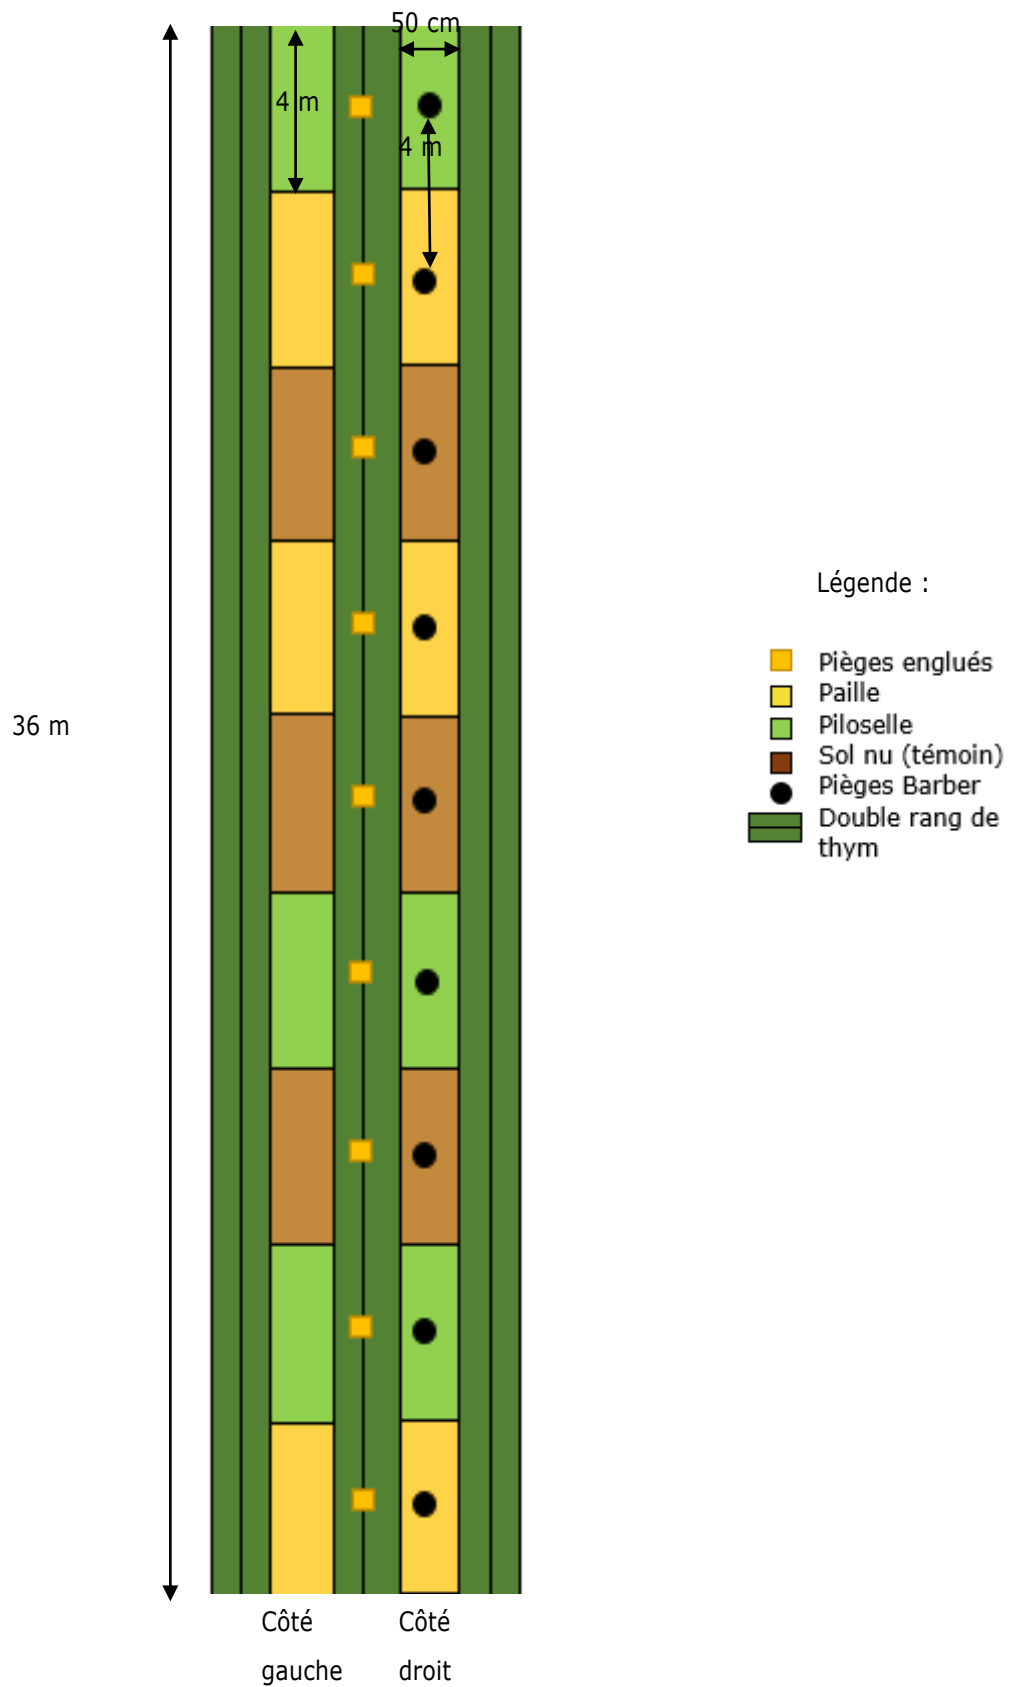 50 cm
4 m
4 m
36 m
Légende :
Pièges englués
Paille
Piloselle
Sol nu (témoin)
Pièges Barber
Double rang de
thym
Côté
gauche
Côté
droit